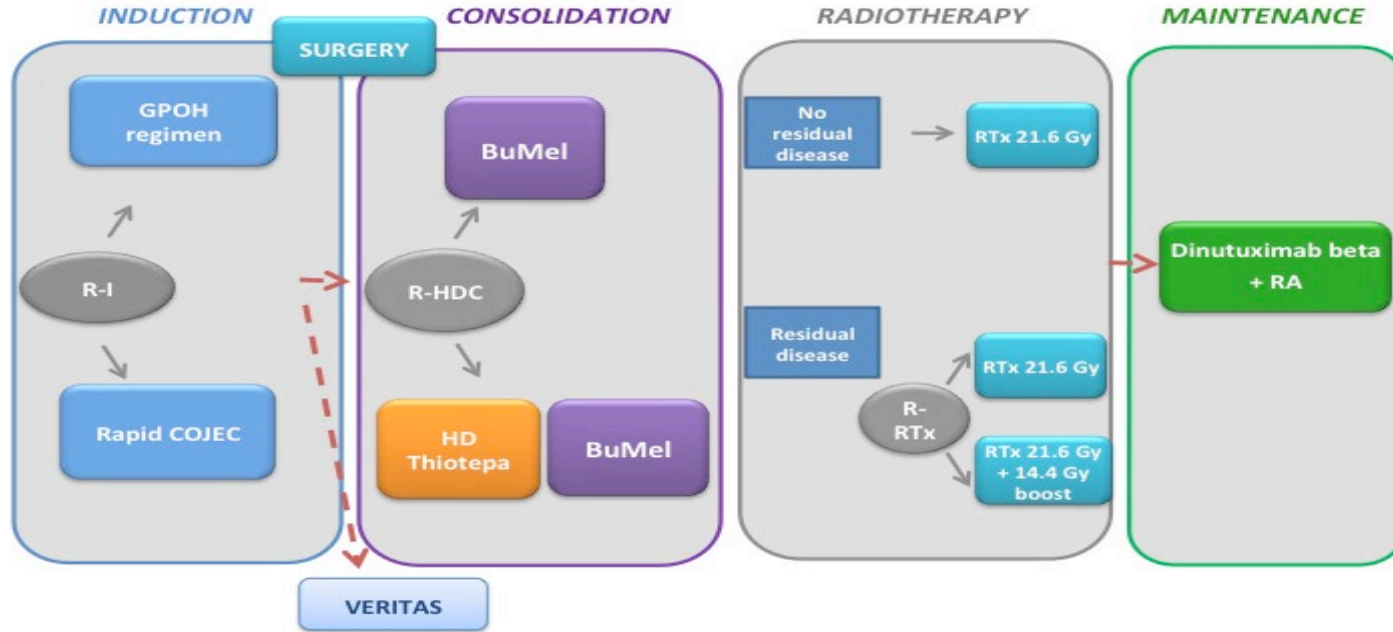 INDUCTION
CONSOLIDATION
RADIOTHERAPY
MAINTENANCE
SURGERY
GPOH
regimen
R-I
Rapid COJEC
BuMel
R-HDC
HD
Thiotepa
BuMel
VERITAS
No
residual
disease
RTx 21.6 Gy
Residual
disease
R-
RTx
RTx 21.6 Gy
RTx 21.6 Gy
+ 14.4 Gy
boost
Dinutuximab beta
+ RA